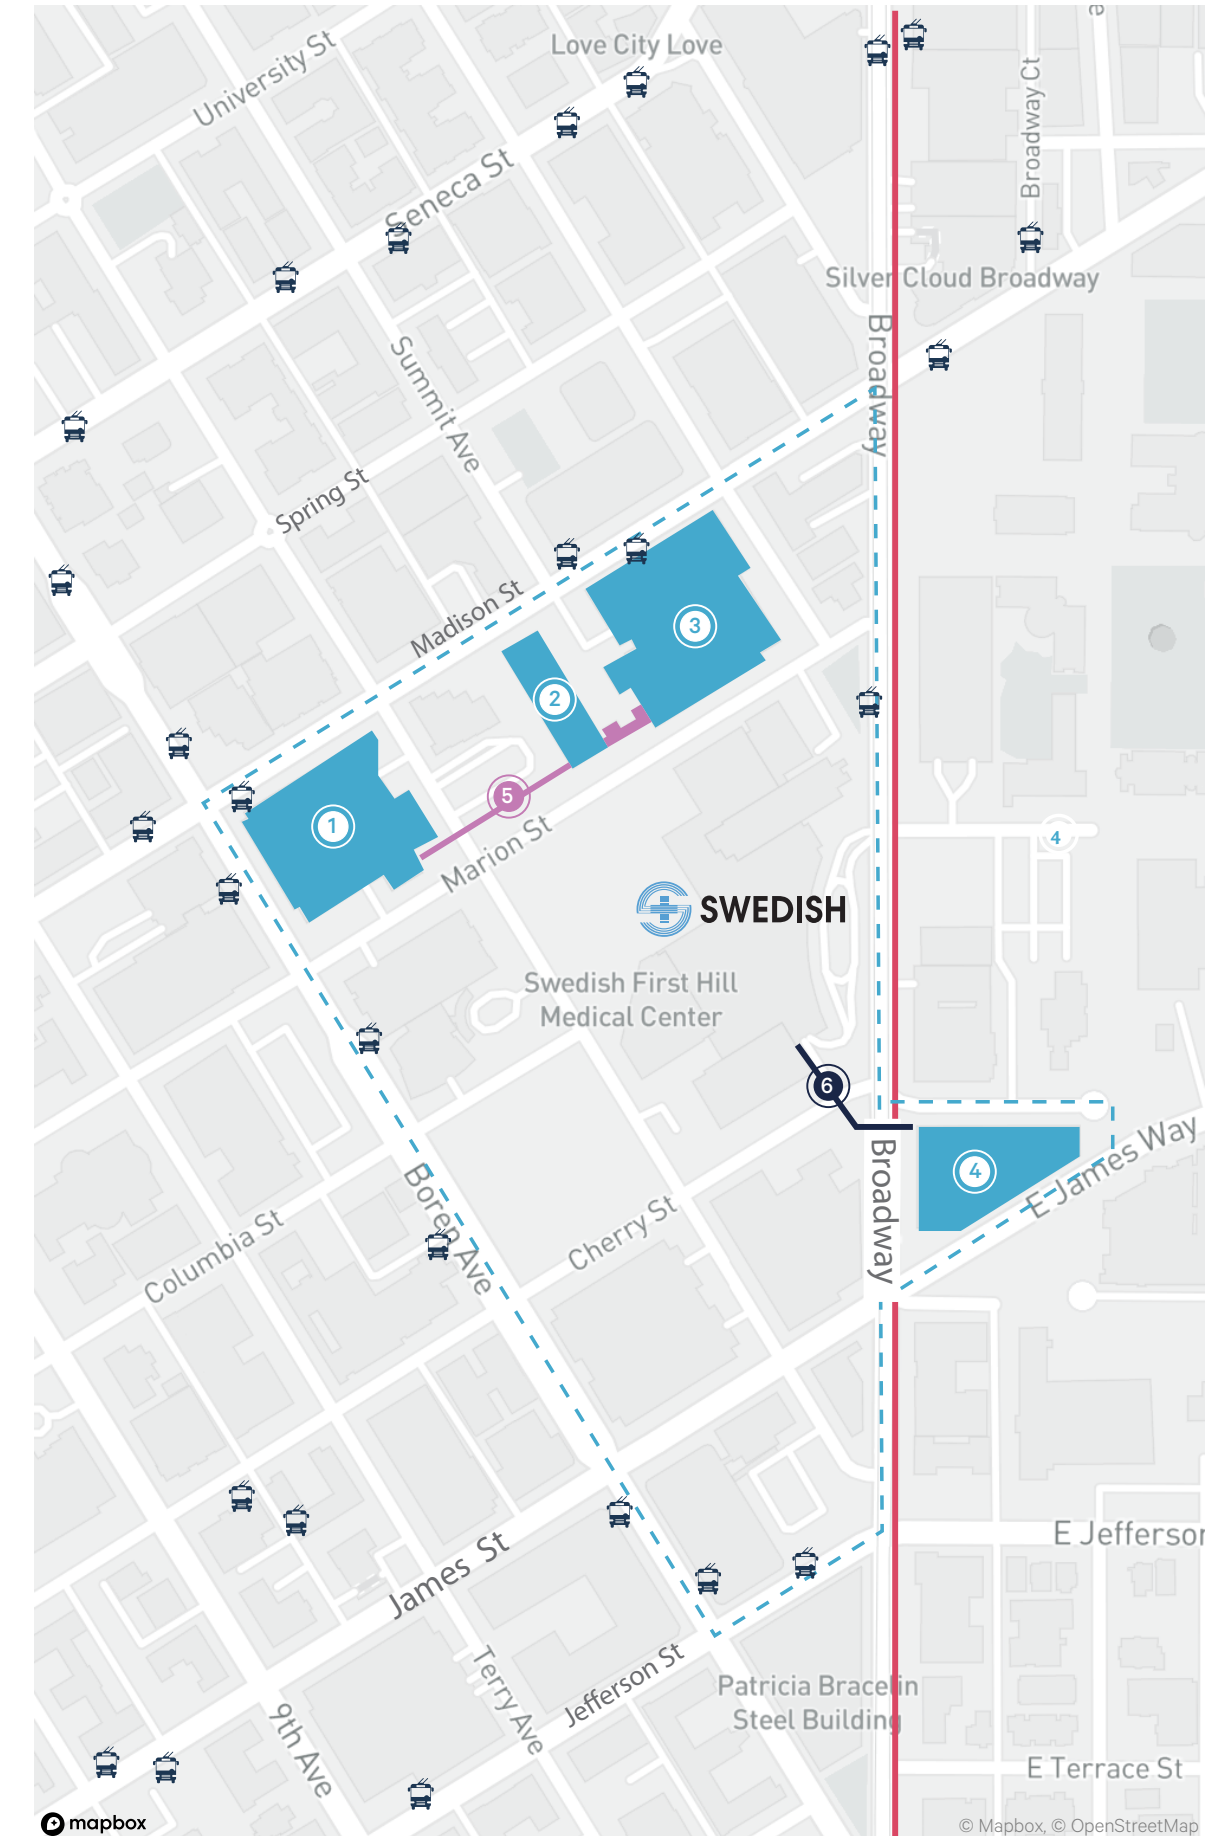 e
University St
Love City Love
Broadway Ct
Seneca St
Silver Cloud Broadway
Broadway
Summit Ave
Spring St
Madison St
3
2
5
1
Marion St
4
SWEDISH
Swedish First Hill
Medical Center
6
Broadway
4
E James Way
Boren Ave
Cherry St
Columbia St
E Jefferson
James St
Terry Ave
Jefferson St
Patricia Bracelin
Steel Building
9th Ave
E Terrace St
mapbox
© Mapbox, © OpenStreetMap